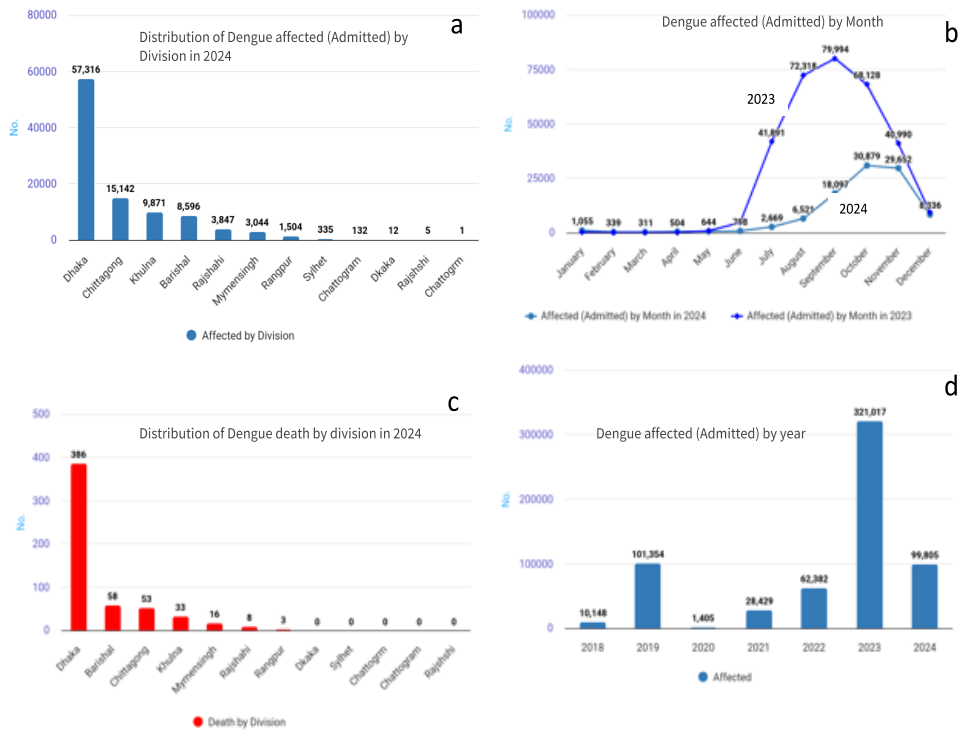 a
Distribution of Dengue affected (Admitted) by
Division in 2024
80000
60000
40000
20000
0
No.
57,316
15,142
9,871
8,596
3,847
3,044
1,504
335
132
12
5
1
Dhaka
Chittagong
Khulna
Barishal
Rajshahi
Mymensingh
Rangpur
Sylhet
Chattogram
Dkaka
Rajshshi
Chattogrm
Affected by Division
b
Dengue affected (Admitted) by Month
100000
75000
50000
25000
0
No.
1,055
339
311
504
644
798
2,669
6,521
18,097
30,879
29,652
41,891
72,318
79,994
68,128
40,990
8,336
2023
2024
January
February
March
April
May
June
July
August
September
October
November
December
Affected (Admitted) by Month in 2024
Affected (Admitted) by Month in 2023
c
Distribution of Dengue death by division in 2024
500
400
300
200
100
0
No.
386
58
53
33
16
8
3
0
0
0
0
0
Dhaka
Barishal
Chittagong
Khulna
Mymensingh
Rajshahi
Rangpur
Dkaka
Sylhet
Chattogrm
Chattogram
Rajshshi
Death by Division
d
Dengue affected (Admitted) by year
400000
300000
200000
100000
0
No.
10,148
101,354
1,405
28,429
62,382
321,017
99,805
2018
2019
2020
2021
2022
2023
2024
Affected